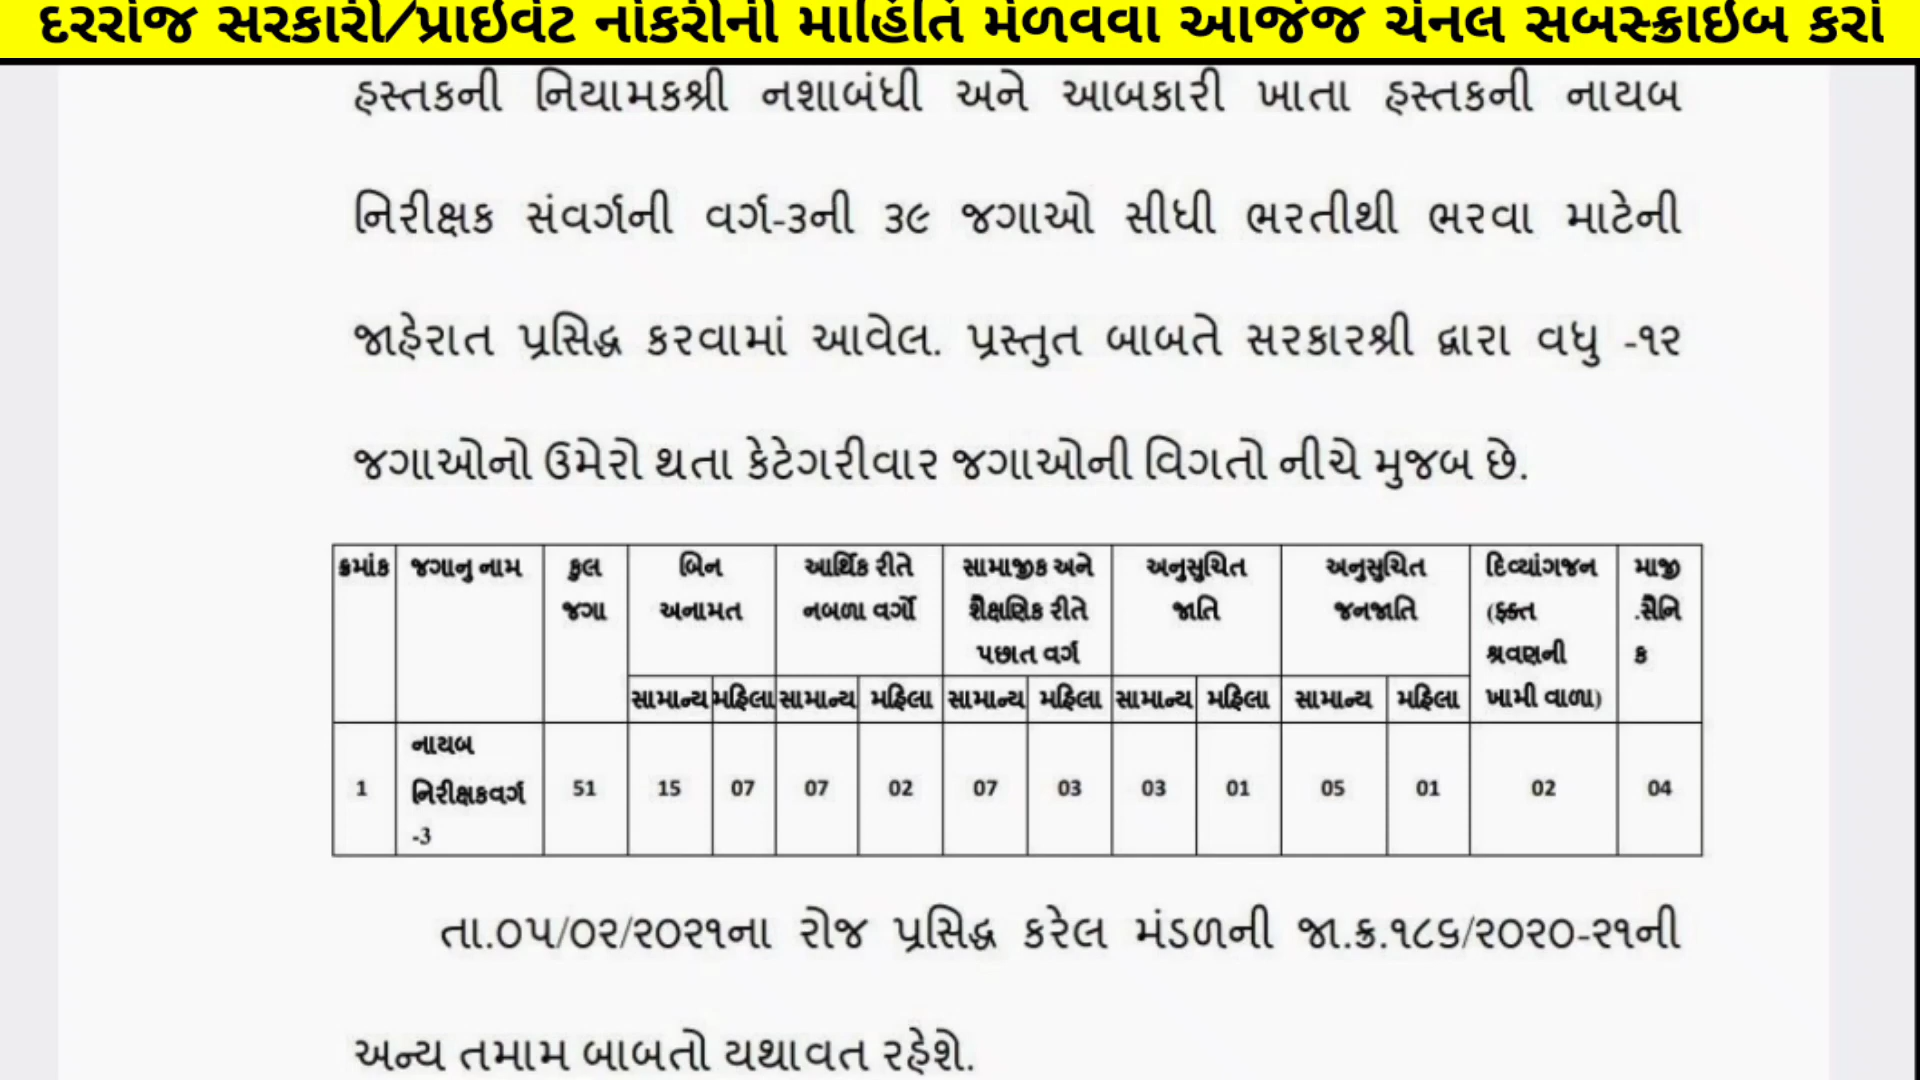 દરરોજ સરકારી/પ્રાઇવેટ નોકરીની માહિતિ મેળવવા આજેજ ચેનલ સબસ્ક્રાઇબ કરો
હસ્તકની નિયામકશ્રી નશાબંધી અને આબકારી ખાતા હસ્તકની નાયબ
નિરીક્ષક સંવર્ગની વર્ગ-૩ની ૩૯ જગાઓ સીધી ભરતીથી ભરવા માટેની
જાહેરાત પ્રસિદ્ધ કરવામાં આવેલ. પ્રસ્તુત બાબતે સરકારશ્રી દ્વારા વધુ -૧૨
જગાઓનો ઉમેરો થતા કેટેગરીવાર જગાઓની વિગતો નીચે મુજબ છે.
ક્રમાંક જગાનુ નામ કુલ બિન આર્થિક રીતે સામાજીક અને અનુસુચિત અનુસુચિત દિવ્યાંગજન માજી
જગા અનામત નબળા વર્ગો શૈક્ષણિક રીતે જાતિ જનજાતિ (ફક્ત .સૈનિ
પછાત વર્ગ શ્રવણની ક
સામાન્ય મહિલા સામાન્ય મહિલા સામાન્ય મહિલા સામાન્ય મહિલા સામાન્ય મહિલા ખામી વાળા)
નાયબ
1 નિરીક્ષકવર્ગ 51 15 07 07 02 07 03 03 01 05 01 02 04
-3
તા.૦૫/૦૨/૨૦૨૧ના રોજ પ્રસિદ્ધ કરેલ મંડળની જા.ક્ર.૧૮૬/૨૦૨૦-૨૧ની
અન્ય તમામ બાબતો યથાવત રહેશે.